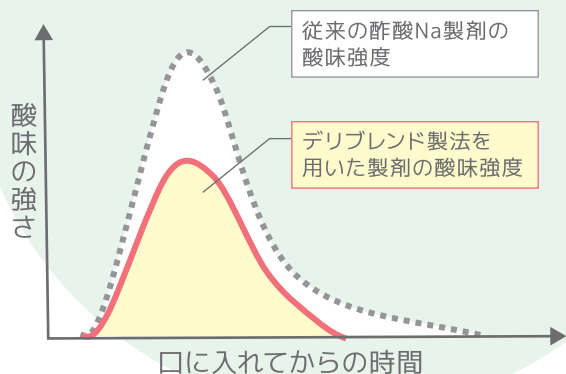 従来の酢酸Na製剤の
酸味強度
デリブレンド製法を
用いた製剤の酸味強度
酸味の強さ
口に入れてからの時間